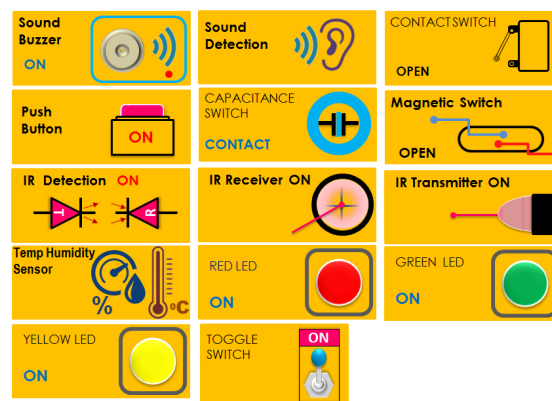 Sound
Buzzer
ON
Sound
Detection
CONTACT SWITCH
OPEN
Push
Button
ON
CAPACITANCE
SWITCH
CONTACT
Magnetic Switch
OPEN
IR Detection ON
T
R
IR Receiver ON
IR Transmitter ON
Temp Humidity
Sensor
%
°C
RED LED
ON
GREEN LED
ON
YELLOW LED
ON
TOGGLE
SWITCH
ON